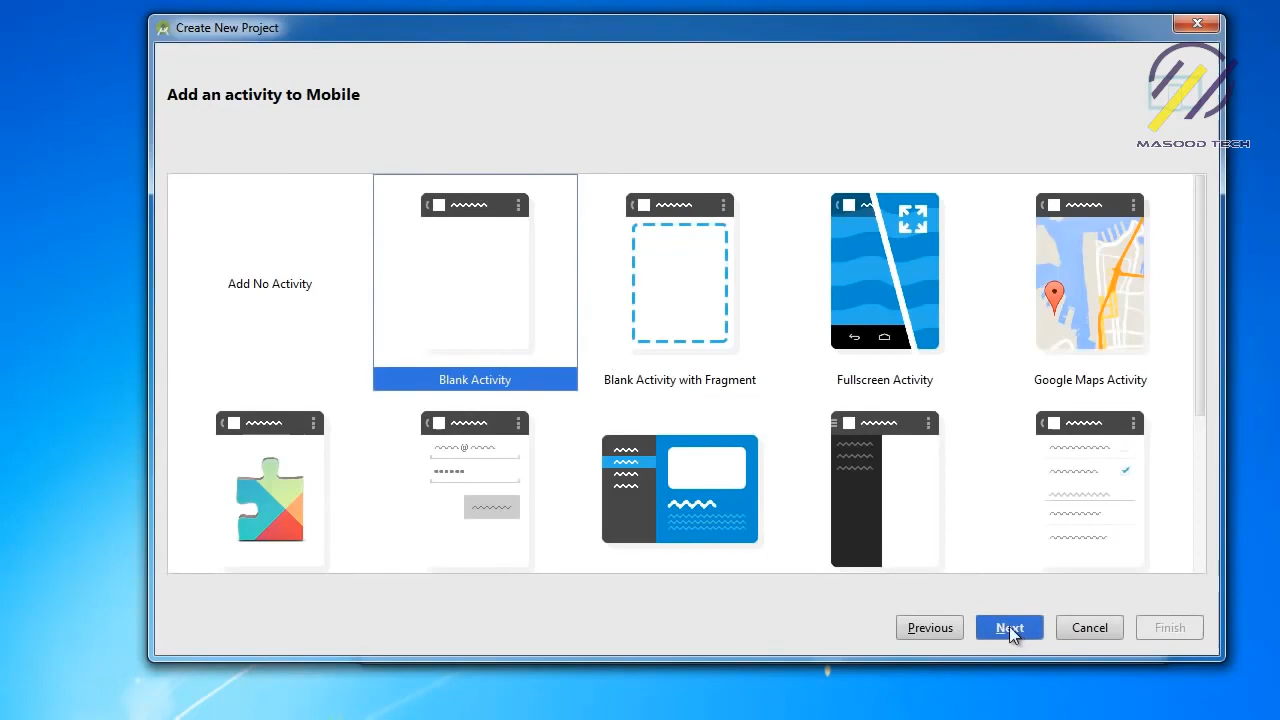 Create New Project
Add an activity to Mobile
MASOOD TECH
Add No Activity
Blank Activity
Blank Activity with Fragment
Fullscreen Activity
Google Maps Activity
@
Previous
Next
Cancel
Finish